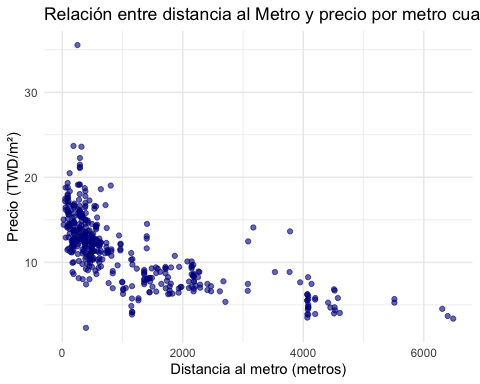 Relación entre distancia al Metro y precio por metro cua
Precio (TWD/m²)
30
20
10
0
2000
4000
6000
Distancia al metro (metros)